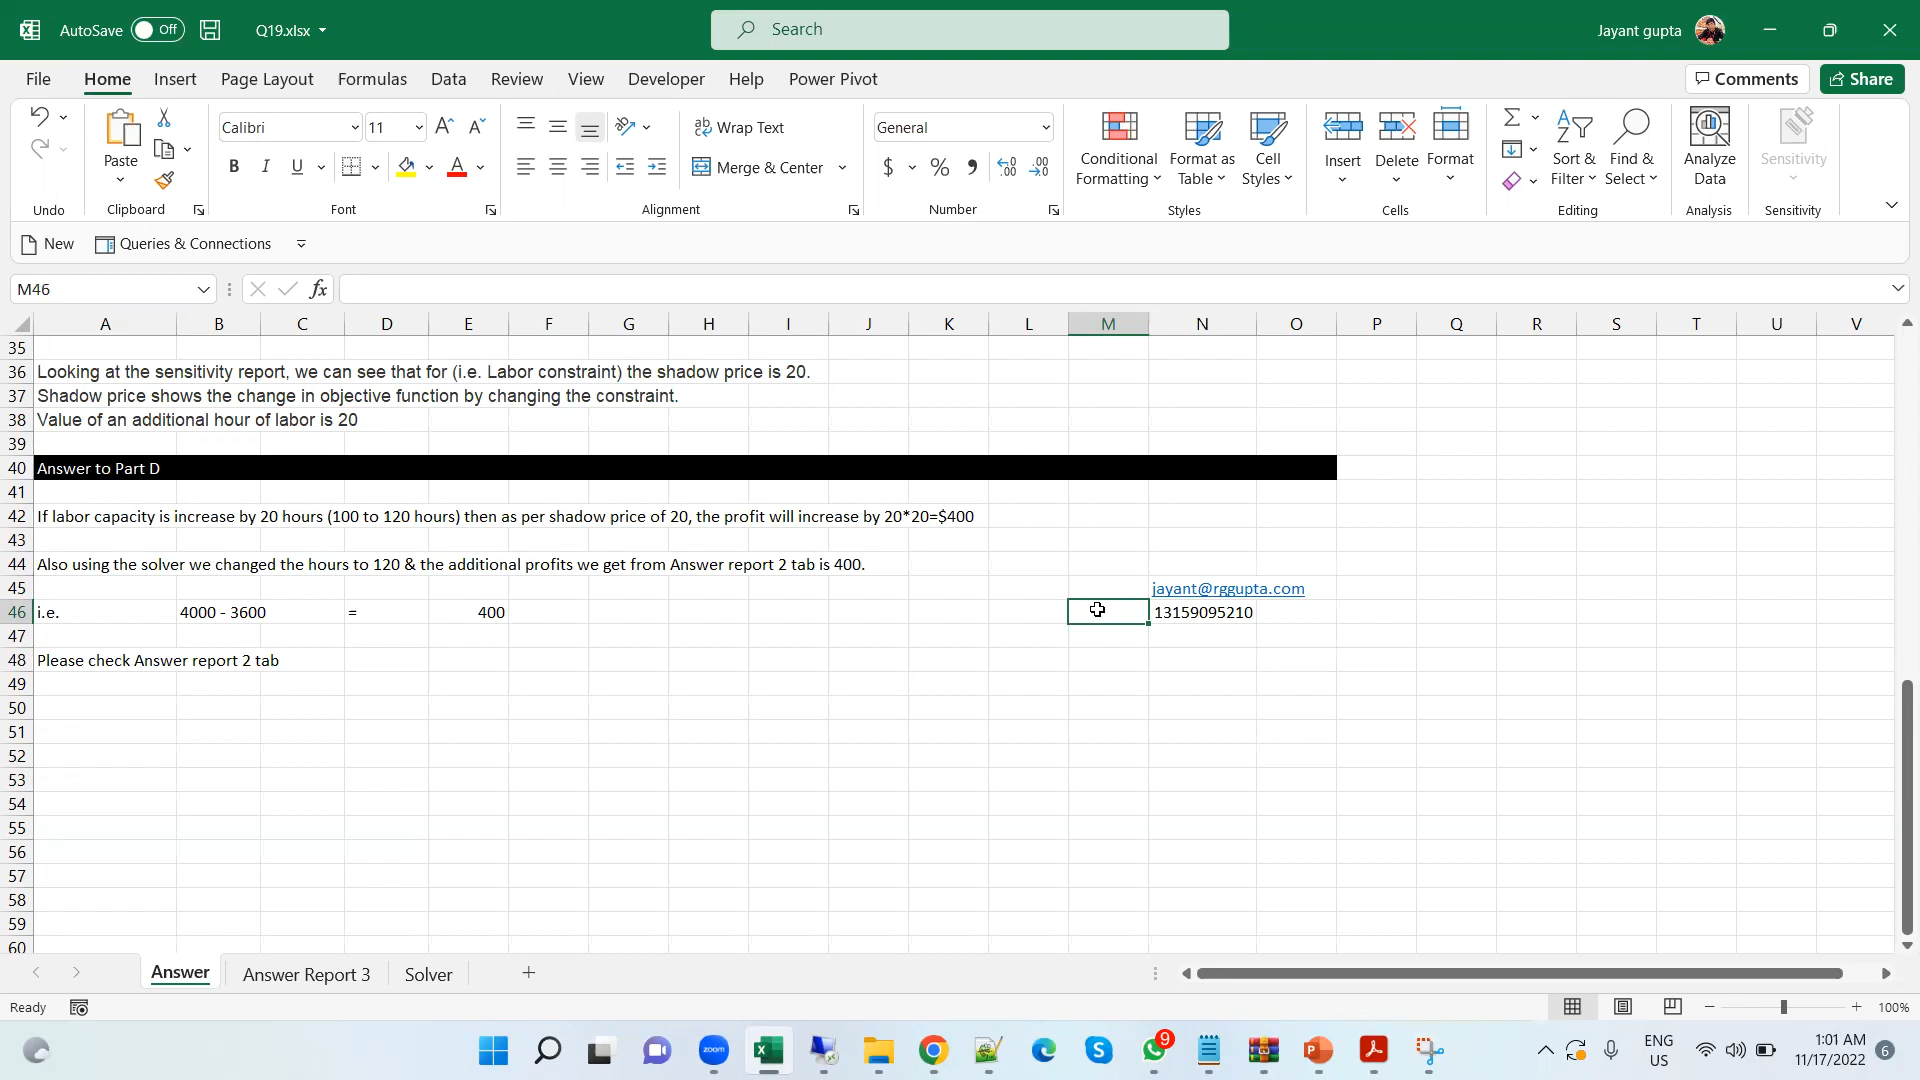 AutoSave Off Q19.xlsx Search Jayant gupta
File Home Insert Page Layout Formulas Data Review View Developer Help Power Pivot Comments Share
Calibri 11 Wrap Text General
Paste Merge & Center $ % Conditional Formatting Format as Table Cell Styles Insert Delete Format Sort & Filter Find & Select Analyze Data Sensitivity
Undo Clipboard Font Alignment Number Styles Cells Editing Analysis Sensitivity
New Queries & Connections
M46 fx
A B C D E F G H I J K L M N O P Q R S T U V
35
36 Looking at the sensitivity report, we can see that for (i.e. Labor constraint) the shadow price is 20.
37 Shadow price shows the change in objective function by changing the constraint.
38 Value of an additional hour of labor is 20
39
40 Answer to Part D
41
42 If labor capacity is increase by 20 hours (100 to 120 hours) then as per shadow price of 20, the profit will increase by 20*20=$400
43
44 Also using the solver we changed the hours to 120 & the additional profits we get from Answer report 2 tab is 400.
45 jayant@rggupta.com
46 i.e. 4000 - 3600 = 400 13159095210
47
48 Please check Answer report 2 tab
49
50
51
52
53
54
55
56
57
58
59
60
Answer Answer Report 3 Solver
Ready 100%
zoom 9 ENG 1:01 AM 6
US 11/17/2022